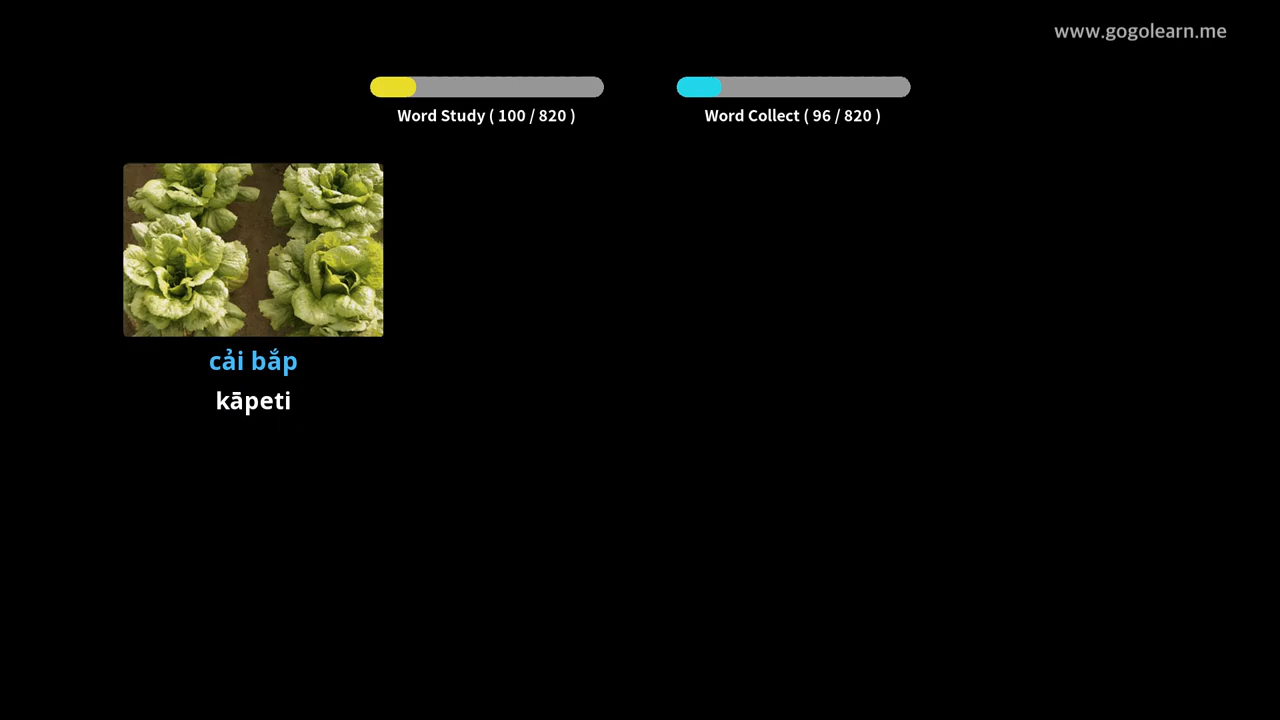 www.gogolearn.me
Word Study ( 100 / 820 )
Word Collect ( 96 / 820 )
cải bắp
kāpeti